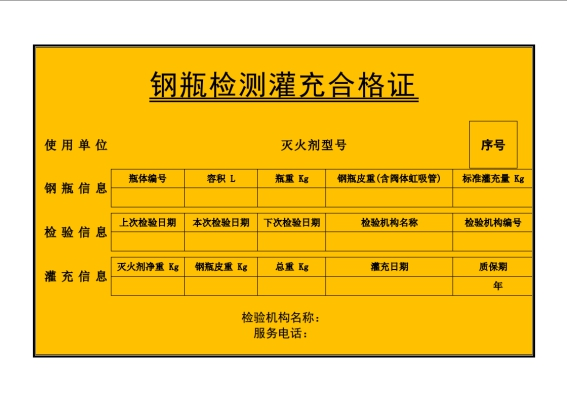 钢瓶检测灌充合格证
使用单位 灭火剂型号 序号
钢瓶信息 瓶体编号 容积 L 瓶重 Kg 钢瓶皮重(含阀体虹吸管) 标准灌充量 Kg
检验信息 上次检验日期 本次检验日期 下次检验日期 检验机构名称 检验机构编号
灌充信息 灭火剂净重 Kg 钢瓶皮重 Kg 总重 Kg 灌充日期 质保期
年
检验机构名称:
服务电话: